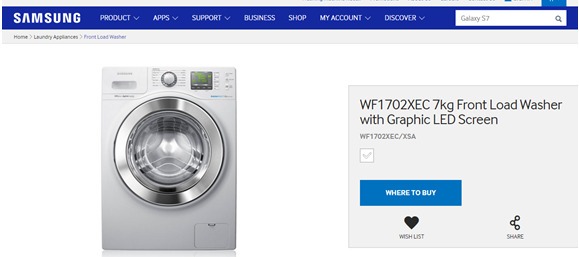 SAMSUNG
PRODUCT APPS SUPPORT BUSINESS SHOP MY ACCOUNT DISCOVER
Galaxy S7
Home > Laundry Appliances > Front Load Washer
SAMSUNG
WF1702XEC 7kg Front Load Washer
with Graphic LED Screen
WF1702XEC/XSA
WHERE TO BUY
WISH LIST SHARE